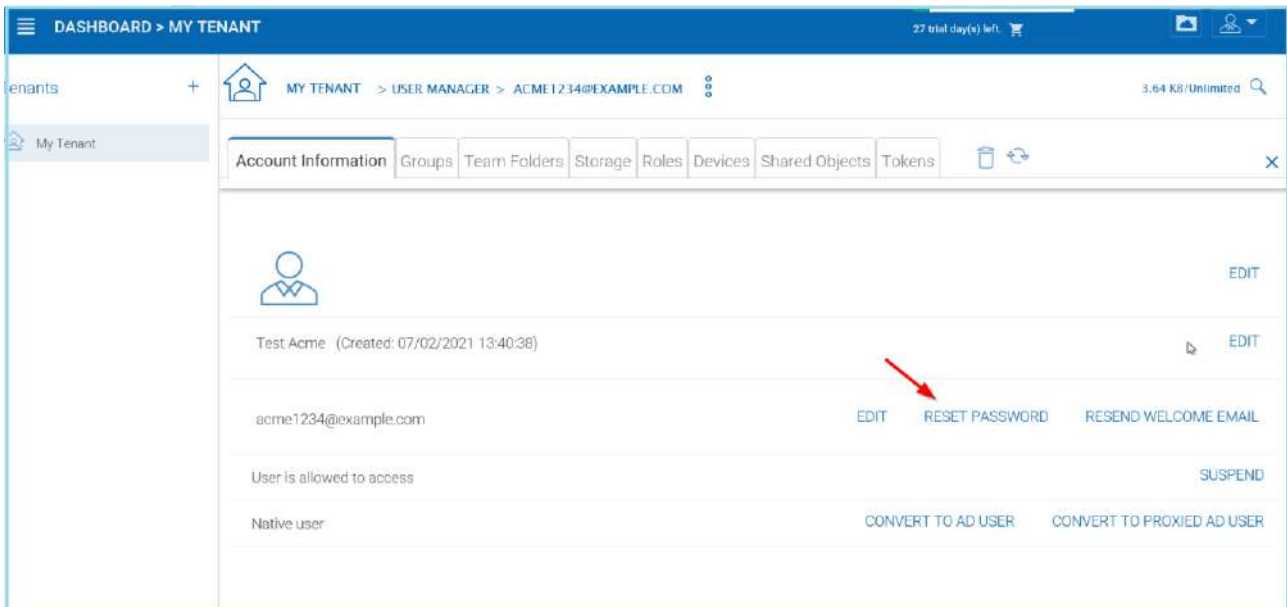 DASHBOARD > MY TENANT
27 trial day(s) left.
enants +
MY TENANT > USER MANAGER > ACME1234@EXAMPLE.COM
3.64 KB/Unlimited
My Tenant
Account Information Groups Team Folders Storage Roles Devices Shared Objects Tokens
EDIT
Test Acme (Created: 07/02/2021 13:40:38) EDIT
acme1234@example.com EDIT RESET PASSWORD RESEND WELCOME EMAIL
User is allowed to access SUSPEND
Native user CONVERT TO AD USER CONVERT TO PROXIED AD USER